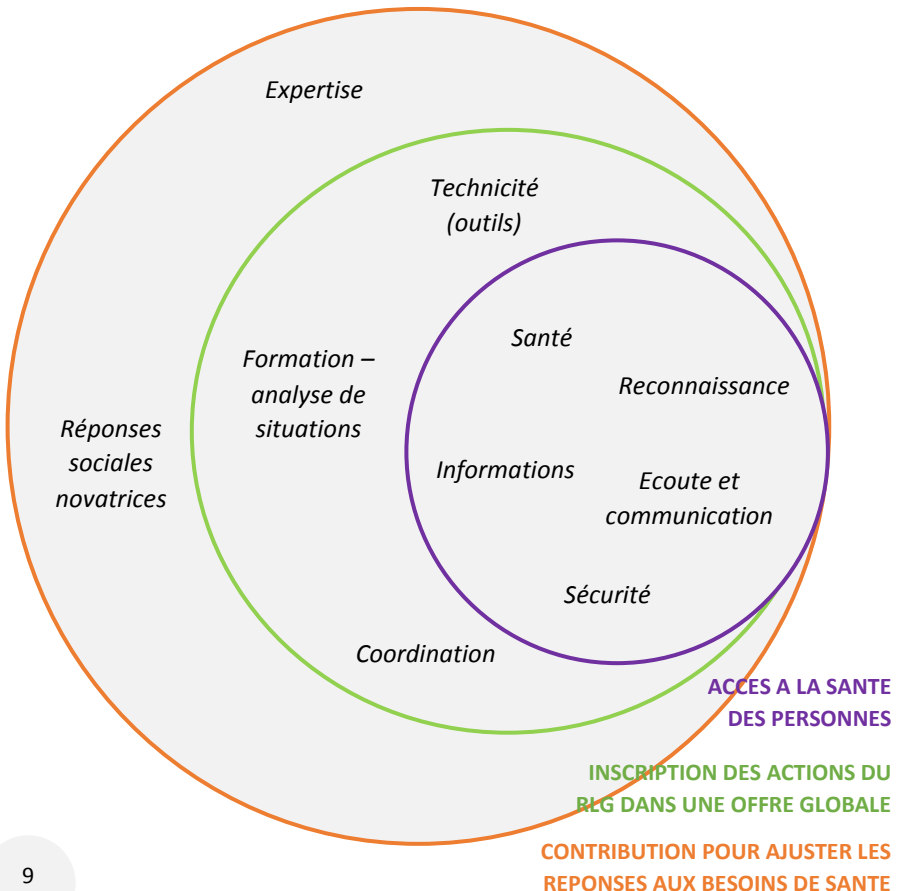 Expertise
Technicité
(outils)
Santé
Formation –
analyse de
situations
Reconnaissance
Réponses
sociales
novatrices
Informations
Ecoute et
communication
Sécurité
Coordination
ACCES A LA SANTE
DES PERSONNES
INSCRIPTION DES ACTIONS DU
RLG DANS UNE OFFRE GLOBALE
CONTRIBUTION POUR AJUSTER LES
REPONSES AUX BESOINS DE SANTE
9